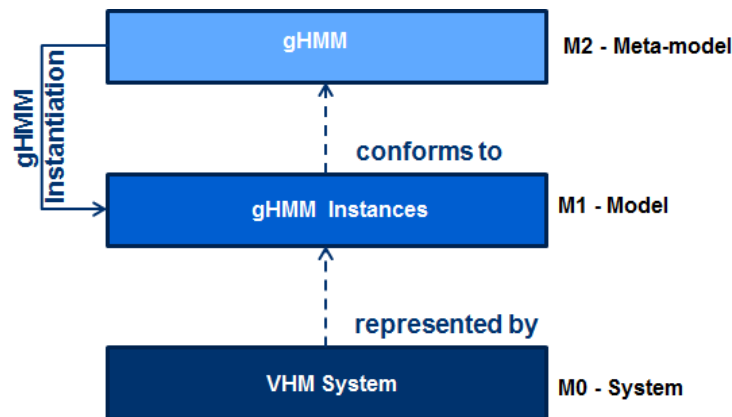 gHMM
M2 - Meta-model
gHMM
Instantiation
conforms to
gHMM Instances
M1 - Model
represented by
VHM System
M0 - System